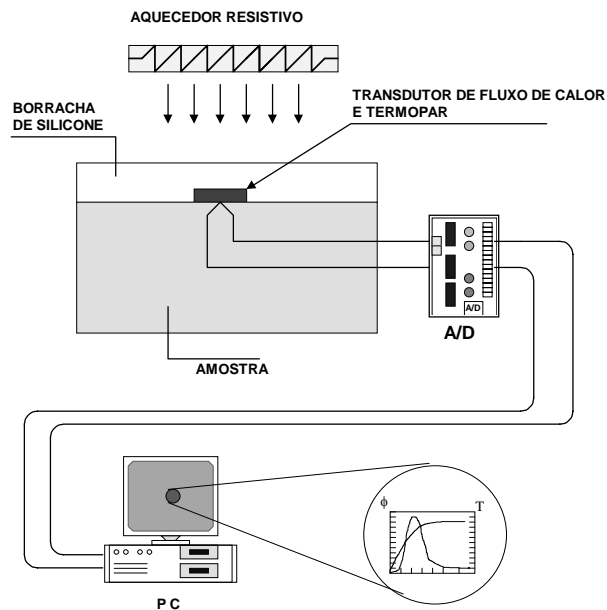 AQUECEDOR RESISTIVO
BORRACHA
DE SILICONE
TRANSDUTOR DE FLUXO DE CALOR
E TERMOPAR
A/D
A/D
AMOSTRA
ϕ
T
P C